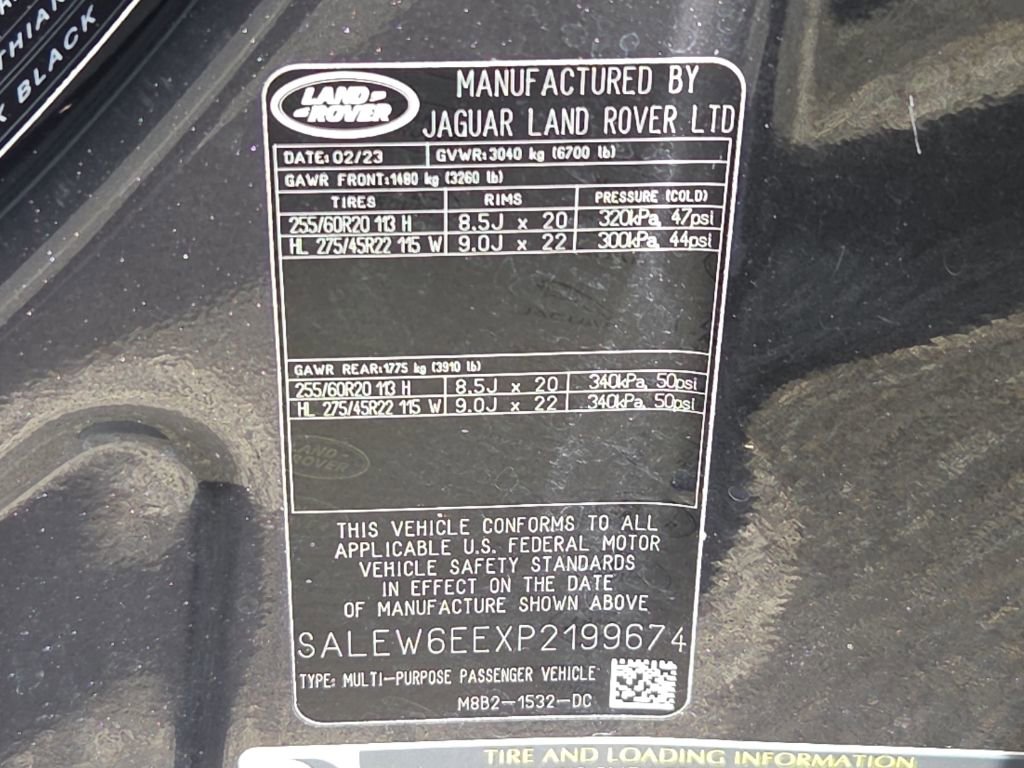 THIAN
K BLACK
LAND-
-ROVER
MANUFACTURED BY
JAGUAR LAND ROVER LTD
DATE: 02/23 GVWR: 3040 kg (6700 lb)
GAWR FRONT: 1480 kg (3260 lb)
TIRES RIMS PRESSURE (COLD)
255/60R20 113 H 8.5J x 20 320kPa, 47psi
HL 275/45R22 115 W 9.0J x 22 300kPa, 44psi
GAWR REAR: 1775 kg (3910 lb)
255/60R20 113 H 8.5J x 20 340kPa, 50psi
HL 275/45R22 115 W 9.0J x 22 340kPa, 50psi
LAND-
-ROVER
THIS VEHICLE CONFORMS TO ALL
APPLICABLE U.S. FEDERAL MOTOR
VEHICLE SAFETY STANDARDS
IN EFFECT ON THE DATE
OF MANUFACTURE SHOWN ABOVE
SALEW6EEXP2199674
TYPE: MULTI-PURPOSE PASSENGER VEHICLE
M8B2-1532-DC
TIRE AND LOADING INFORMATION